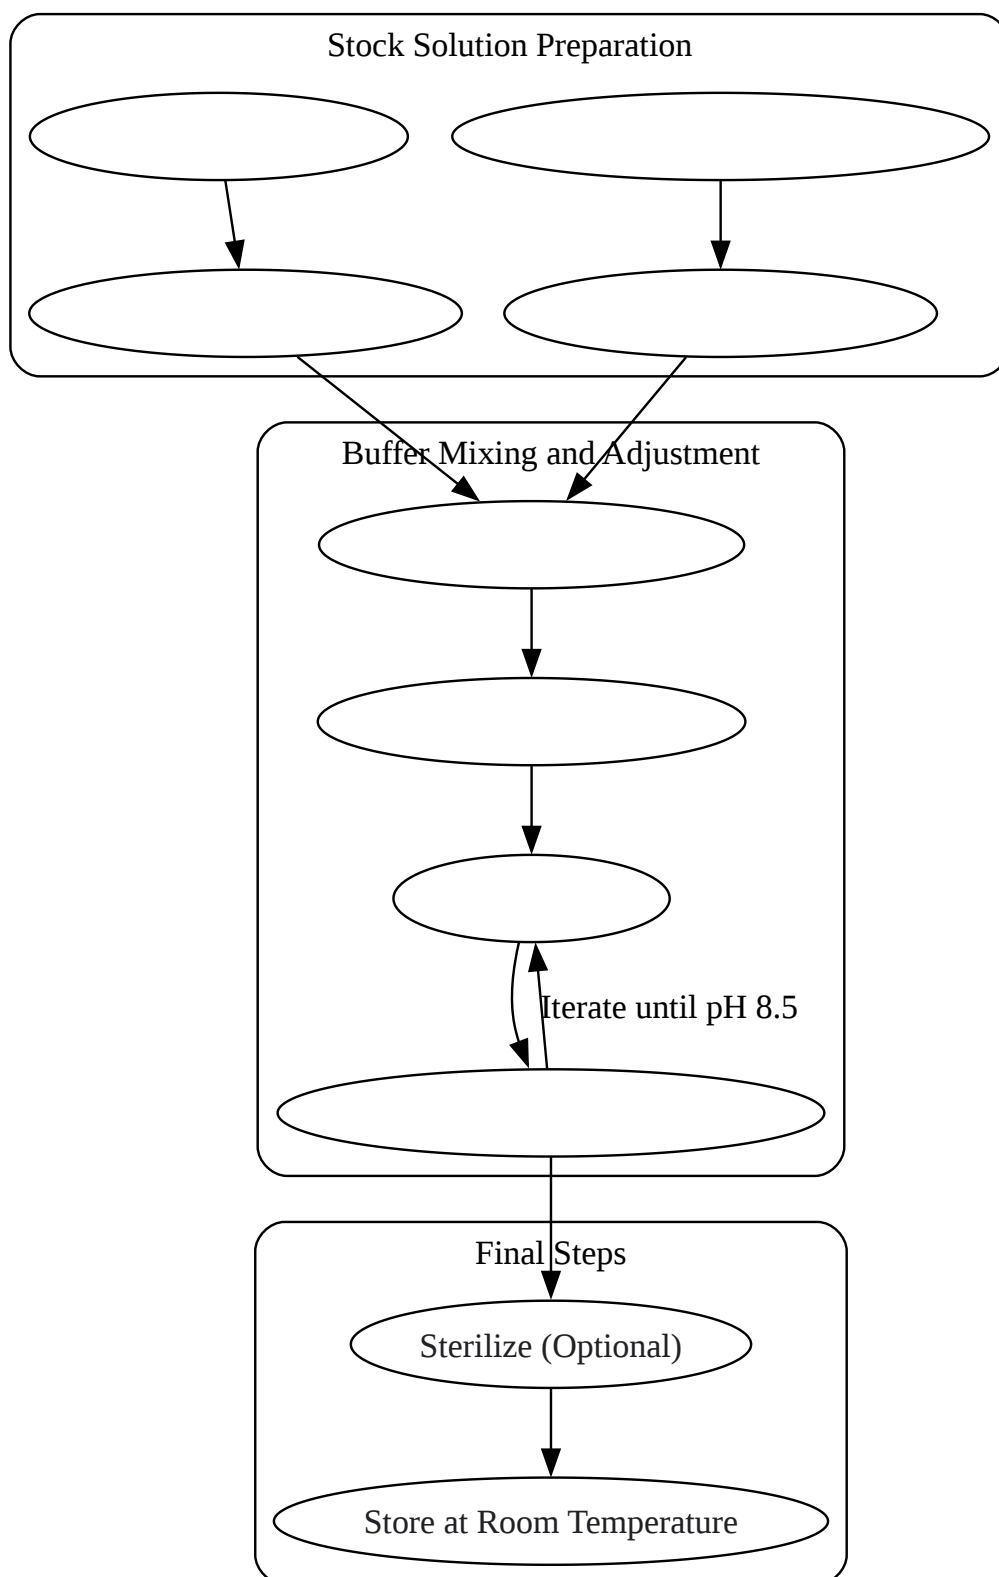 Stock Solution Preparation
Buffer Mixing and Adjustment
Iterate until pH 8.5
Final Steps
Sterilize (Optional)
Store at Room Temperature